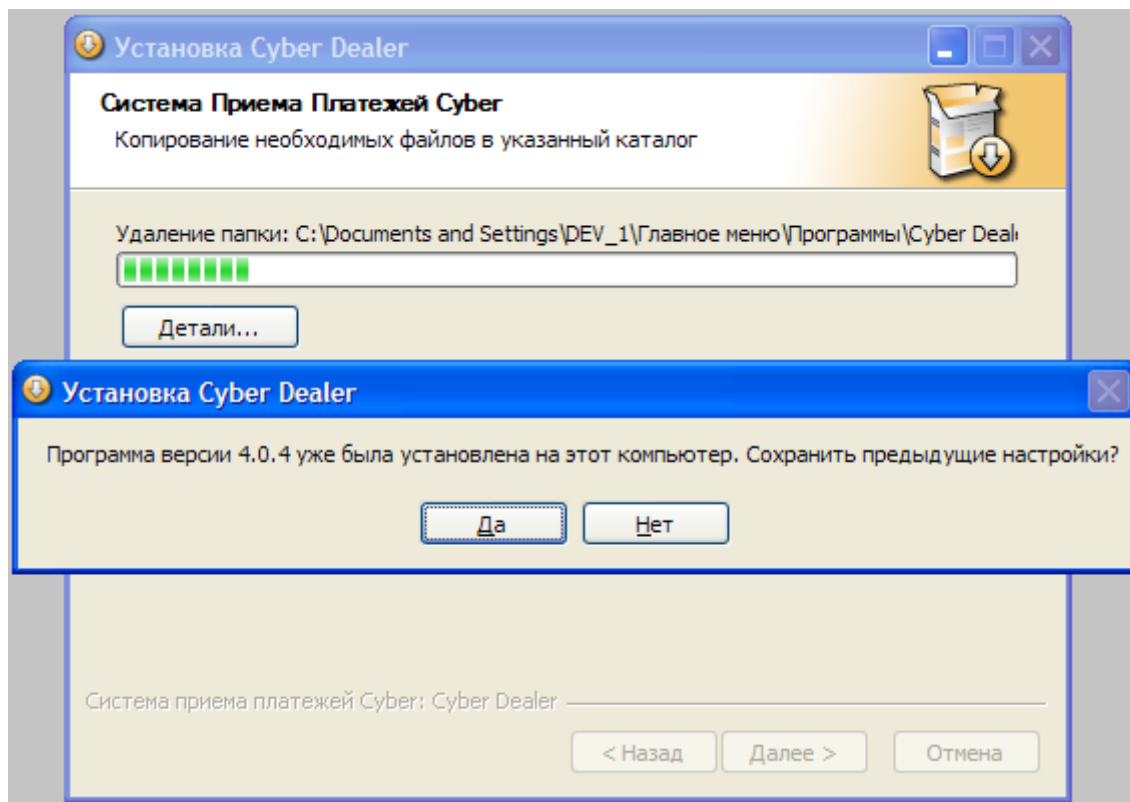 Установка Cyber Dealer
Система Приема Платежей Cyber
Копирование необходимых файлов в указанный каталог
Удаление папки: C:\Documents and Settings\DEV_1\Главное меню\Программы\Cyber Deal
Детали...
Установка Cyber Dealer
Программа версии 4.0.4 уже была установлена на этот компьютер. Сохранить предыдущие настройки?
Да Нет
Система приема платежей Cyber: Cyber Dealer
< Назад Далее > Отмена